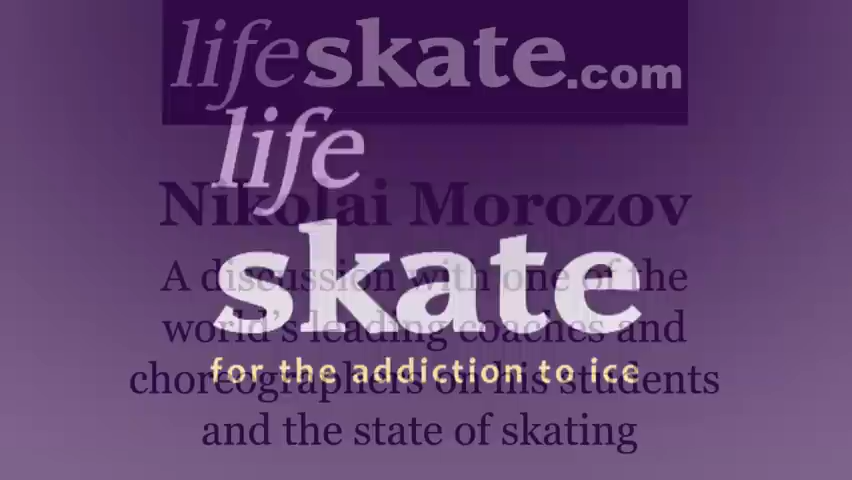 lifeskate.com
life
Nikolai Morozov
skate
A discussion with one of the
world's leading coaches and
for the addiction to ice
choreographers on his students
and the state of skating